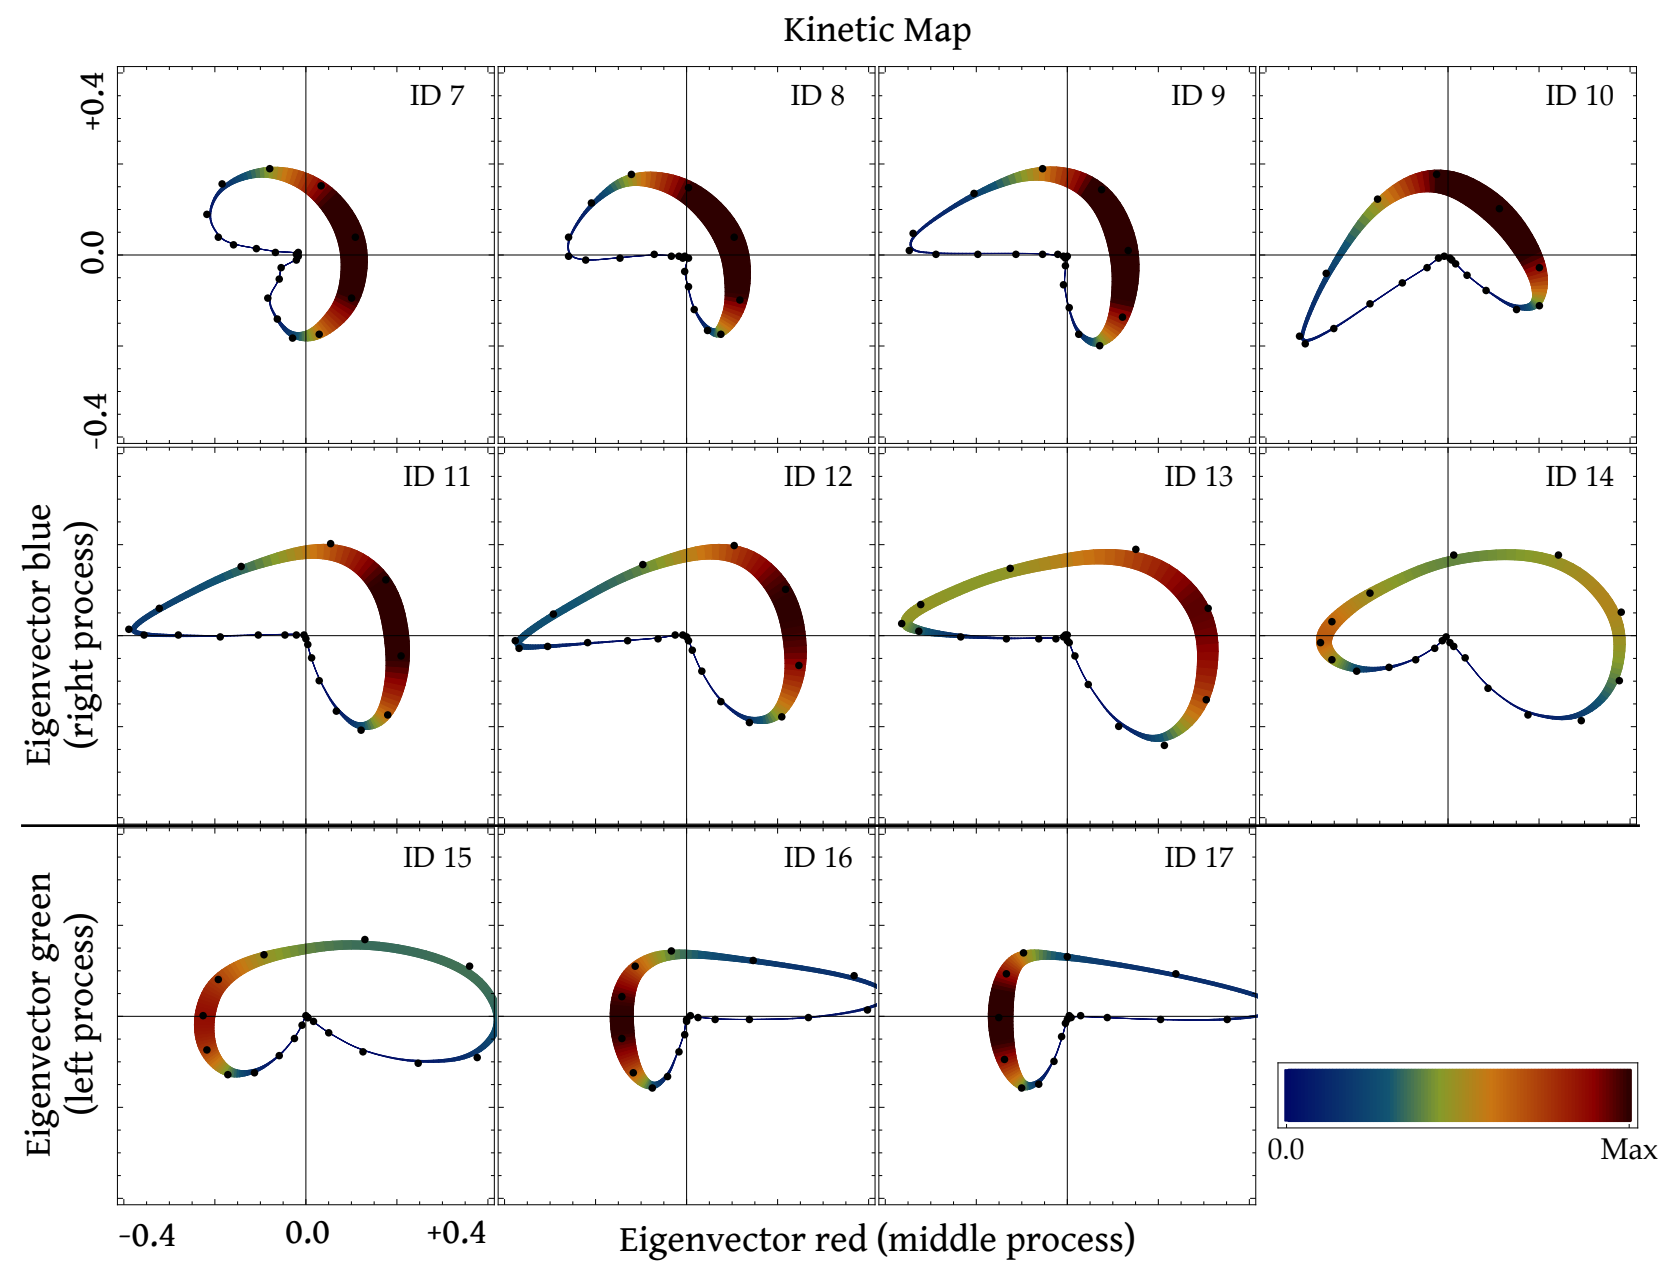 Kinetic Map
+0.4
0.0
-0.4
ID 7
ID 8
ID 9
ID 10
Eigenvector blue
(right process)
ID 11
ID 12
ID 13
ID 14
Eigenvector green
(left process)
ID 15
ID 16
ID 17
0.0
Max
-0.4
0.0
+0.4
Eigenvector red (middle process)